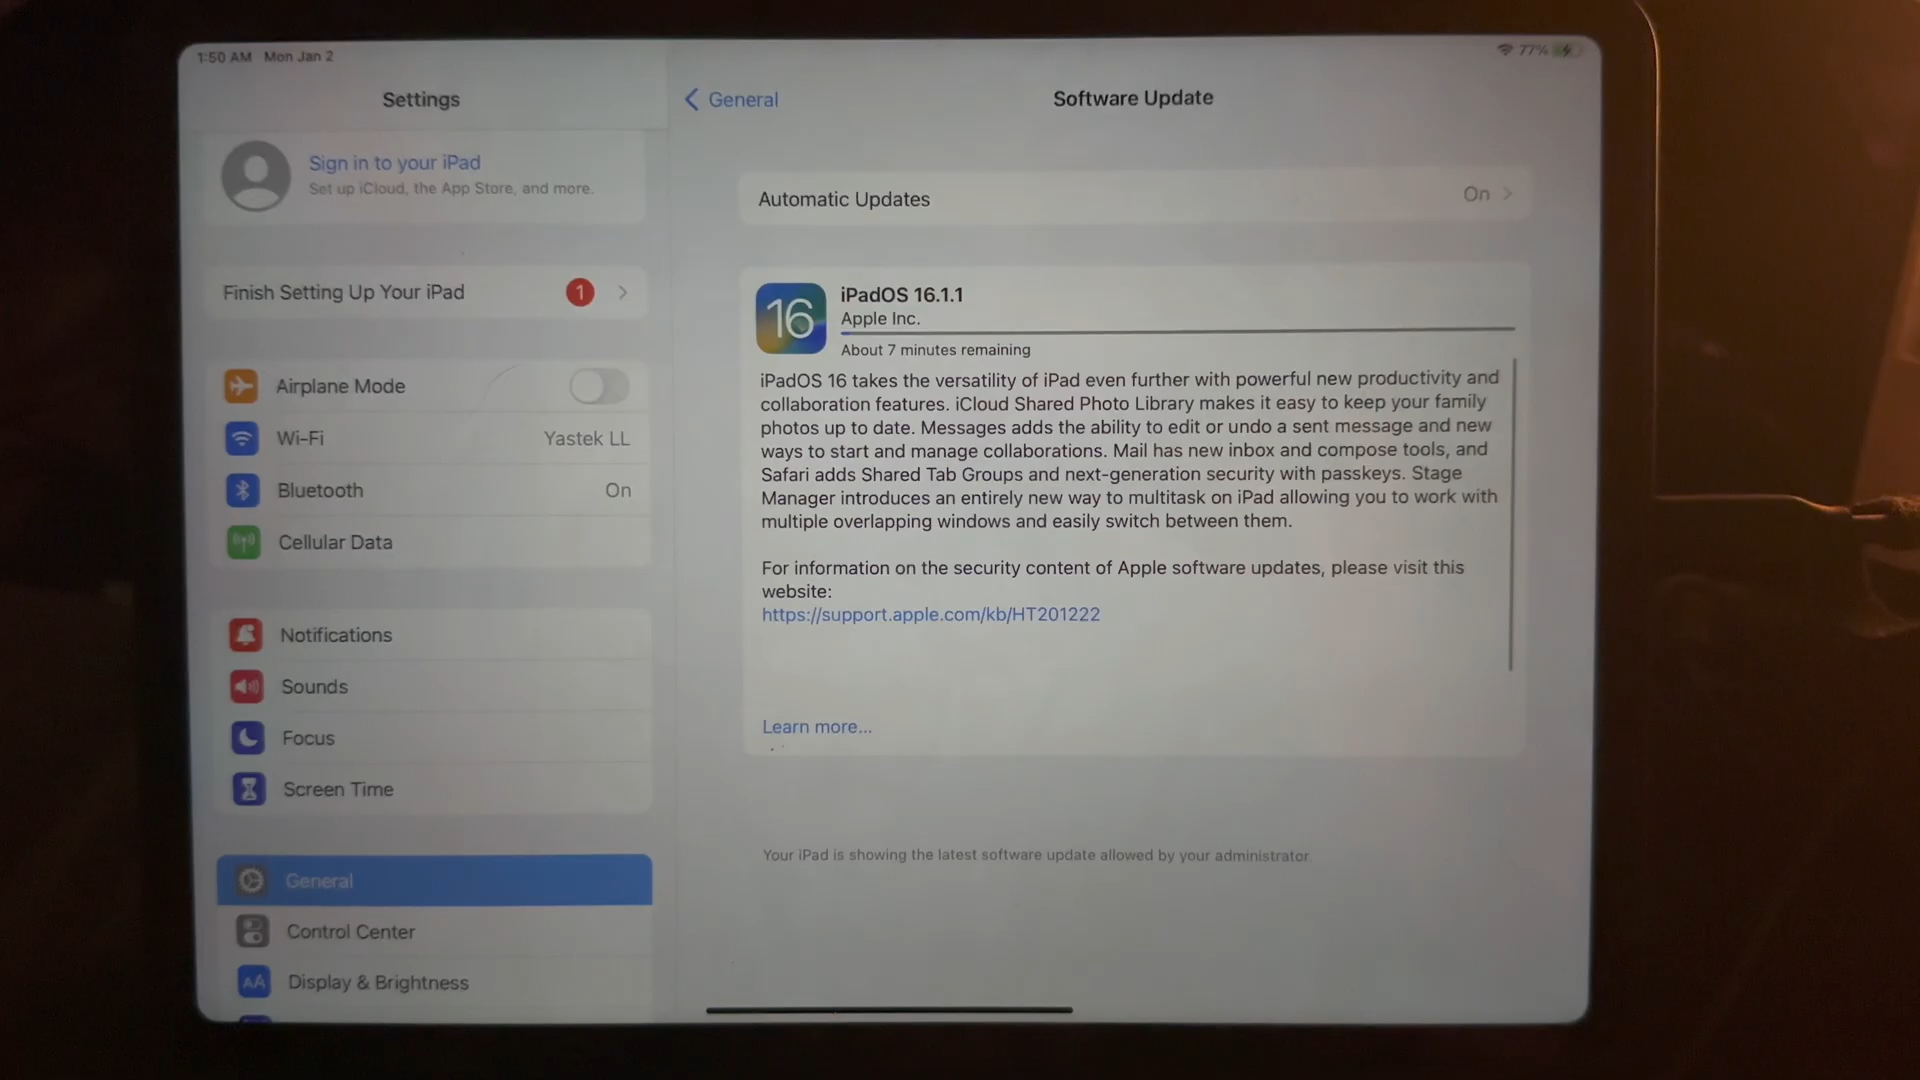 1:50 AM Mon Jan 2
77%
Settings
General
Software Update
Sign in to your iPad
Set up iCloud, the App Store, and more.
Automatic Updates
On
Finish Setting Up Your iPad
1
16
iPadOS 16.1.1
Apple Inc.
About 7 minutes remaining
iPadOS 16 takes the versatility of iPad even further with powerful new productivity and
collaboration features. iCloud Shared Photo Library makes it easy to keep your family
photos up to date. Messages adds the ability to edit or undo a sent message and new
ways to start and manage collaborations. Mail has new inbox and compose tools, and
Safari adds Shared Tab Groups and next-generation security with passkeys. Stage
Manager introduces an entirely new way to multitask on iPad allowing you to work with
multiple overlapping windows and easily switch between them.
For information on the security content of Apple software updates, please visit this
website:
https://support.apple.com/kb/HT201222
Learn more...
Your iPad is showing the latest software update allowed by your administrator.
Airplane Mode
Wi-Fi
Yastek LL
Bluetooth
On
Cellular Data
Notifications
Sounds
Focus
Screen Time
General
Control Center
AA
Display & Brightness